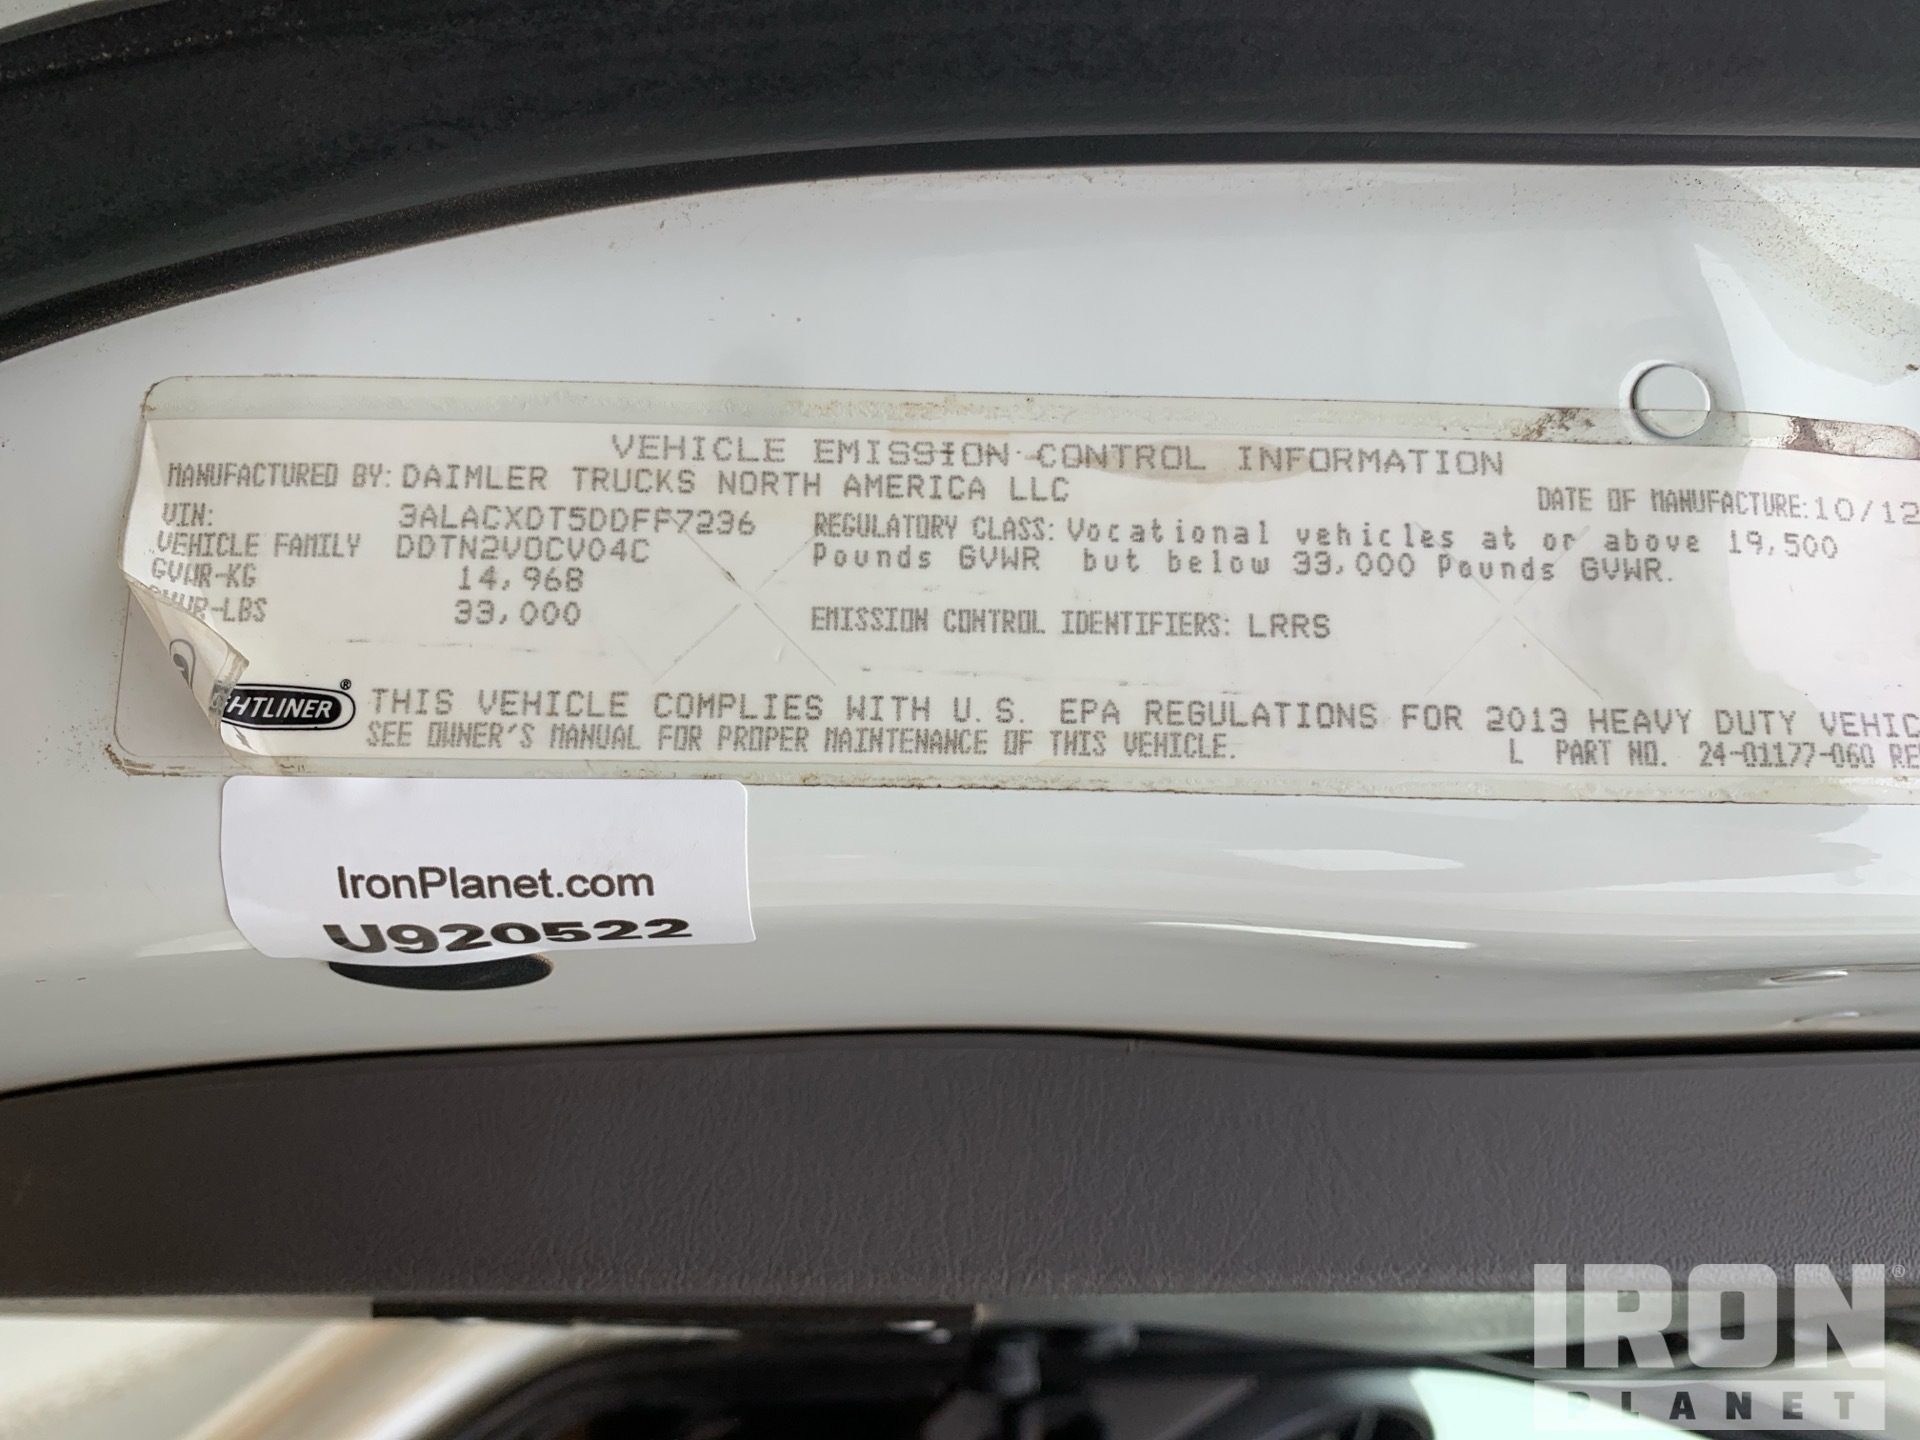 VEHICLE EMISSION CONTROL INFORMATION
MANUFACTURED BY: DAIMLER TRUCKS NORTH AMERICA LLC
DATE OF MANUFACTURE: 10/12
VIN: 3ALACXDT5DDFF7236
VEHICLE FAMILY DDTN2VOCV04C
GVWR-KG 14,968
-LBS 33,000
REGULATORY CLASS: Vocational vehicles at or above 19,500
Pounds GVWR but below 33,000 Pounds GVWR.
EMISSION CONTROL IDENTIFIERS: LRRS
HTLINER®
THIS VEHICLE COMPLIES WITH U.S. EPA REGULATIONS FOR 2013 HEAVY DUTY VEHIC
SEE OWNER'S MANUAL FOR PROPER MAINTENANCE OF THIS VEHICLE.
L PART NO. 24-01177-060 RE
IronPlanet.com
U920522
IRON®
PLANET